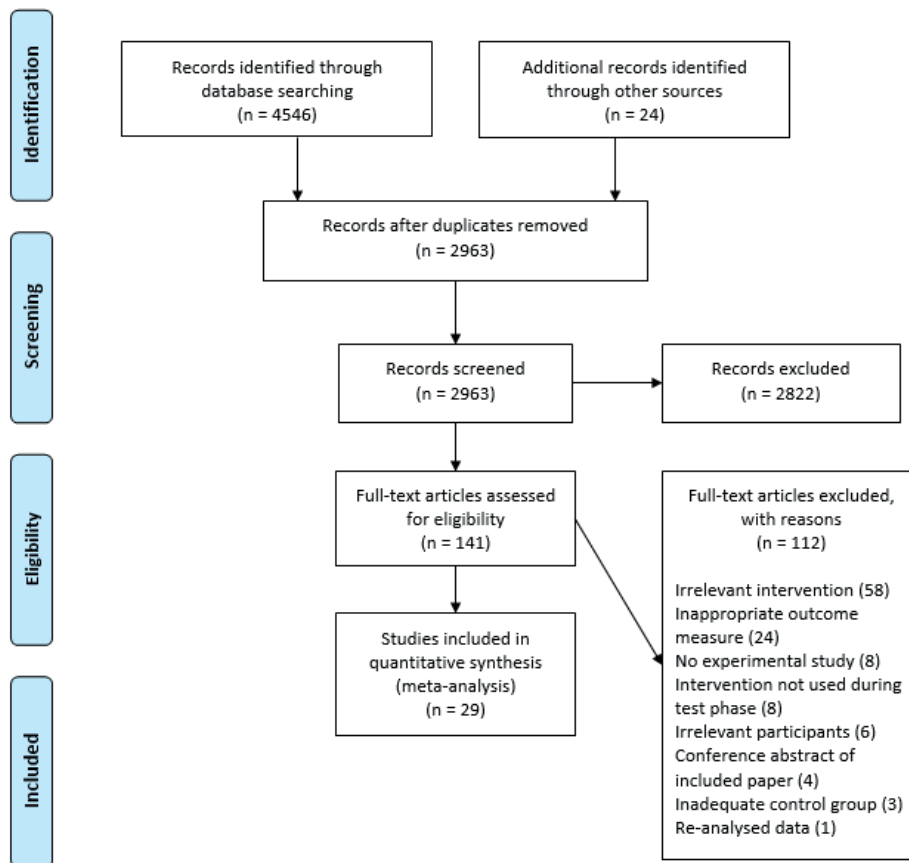 Identification
Records identified through
database searching
(n = 4546)
Additional records identified
through other sources
(n = 24)
Records after duplicates removed
(n = 2963)
Screening
Records screened
(n = 2963)
Records excluded
(n = 2822)
Eligibility
Full-text articles assessed
for eligibility
(n = 141)
Full-text articles excluded,
with reasons
(n = 112)
Irrelevant intervention (58)
Inappropriate outcome
measure (24)
No experimental study (8)
Intervention not used during
test phase (8)
Irrelevant participants (6)
Conference abstract of
included paper (4)
Inadequate control group (3)
Re-analysed data (1)
Included
Studies included in
quantitative synthesis
(meta-analysis)
n = 29)